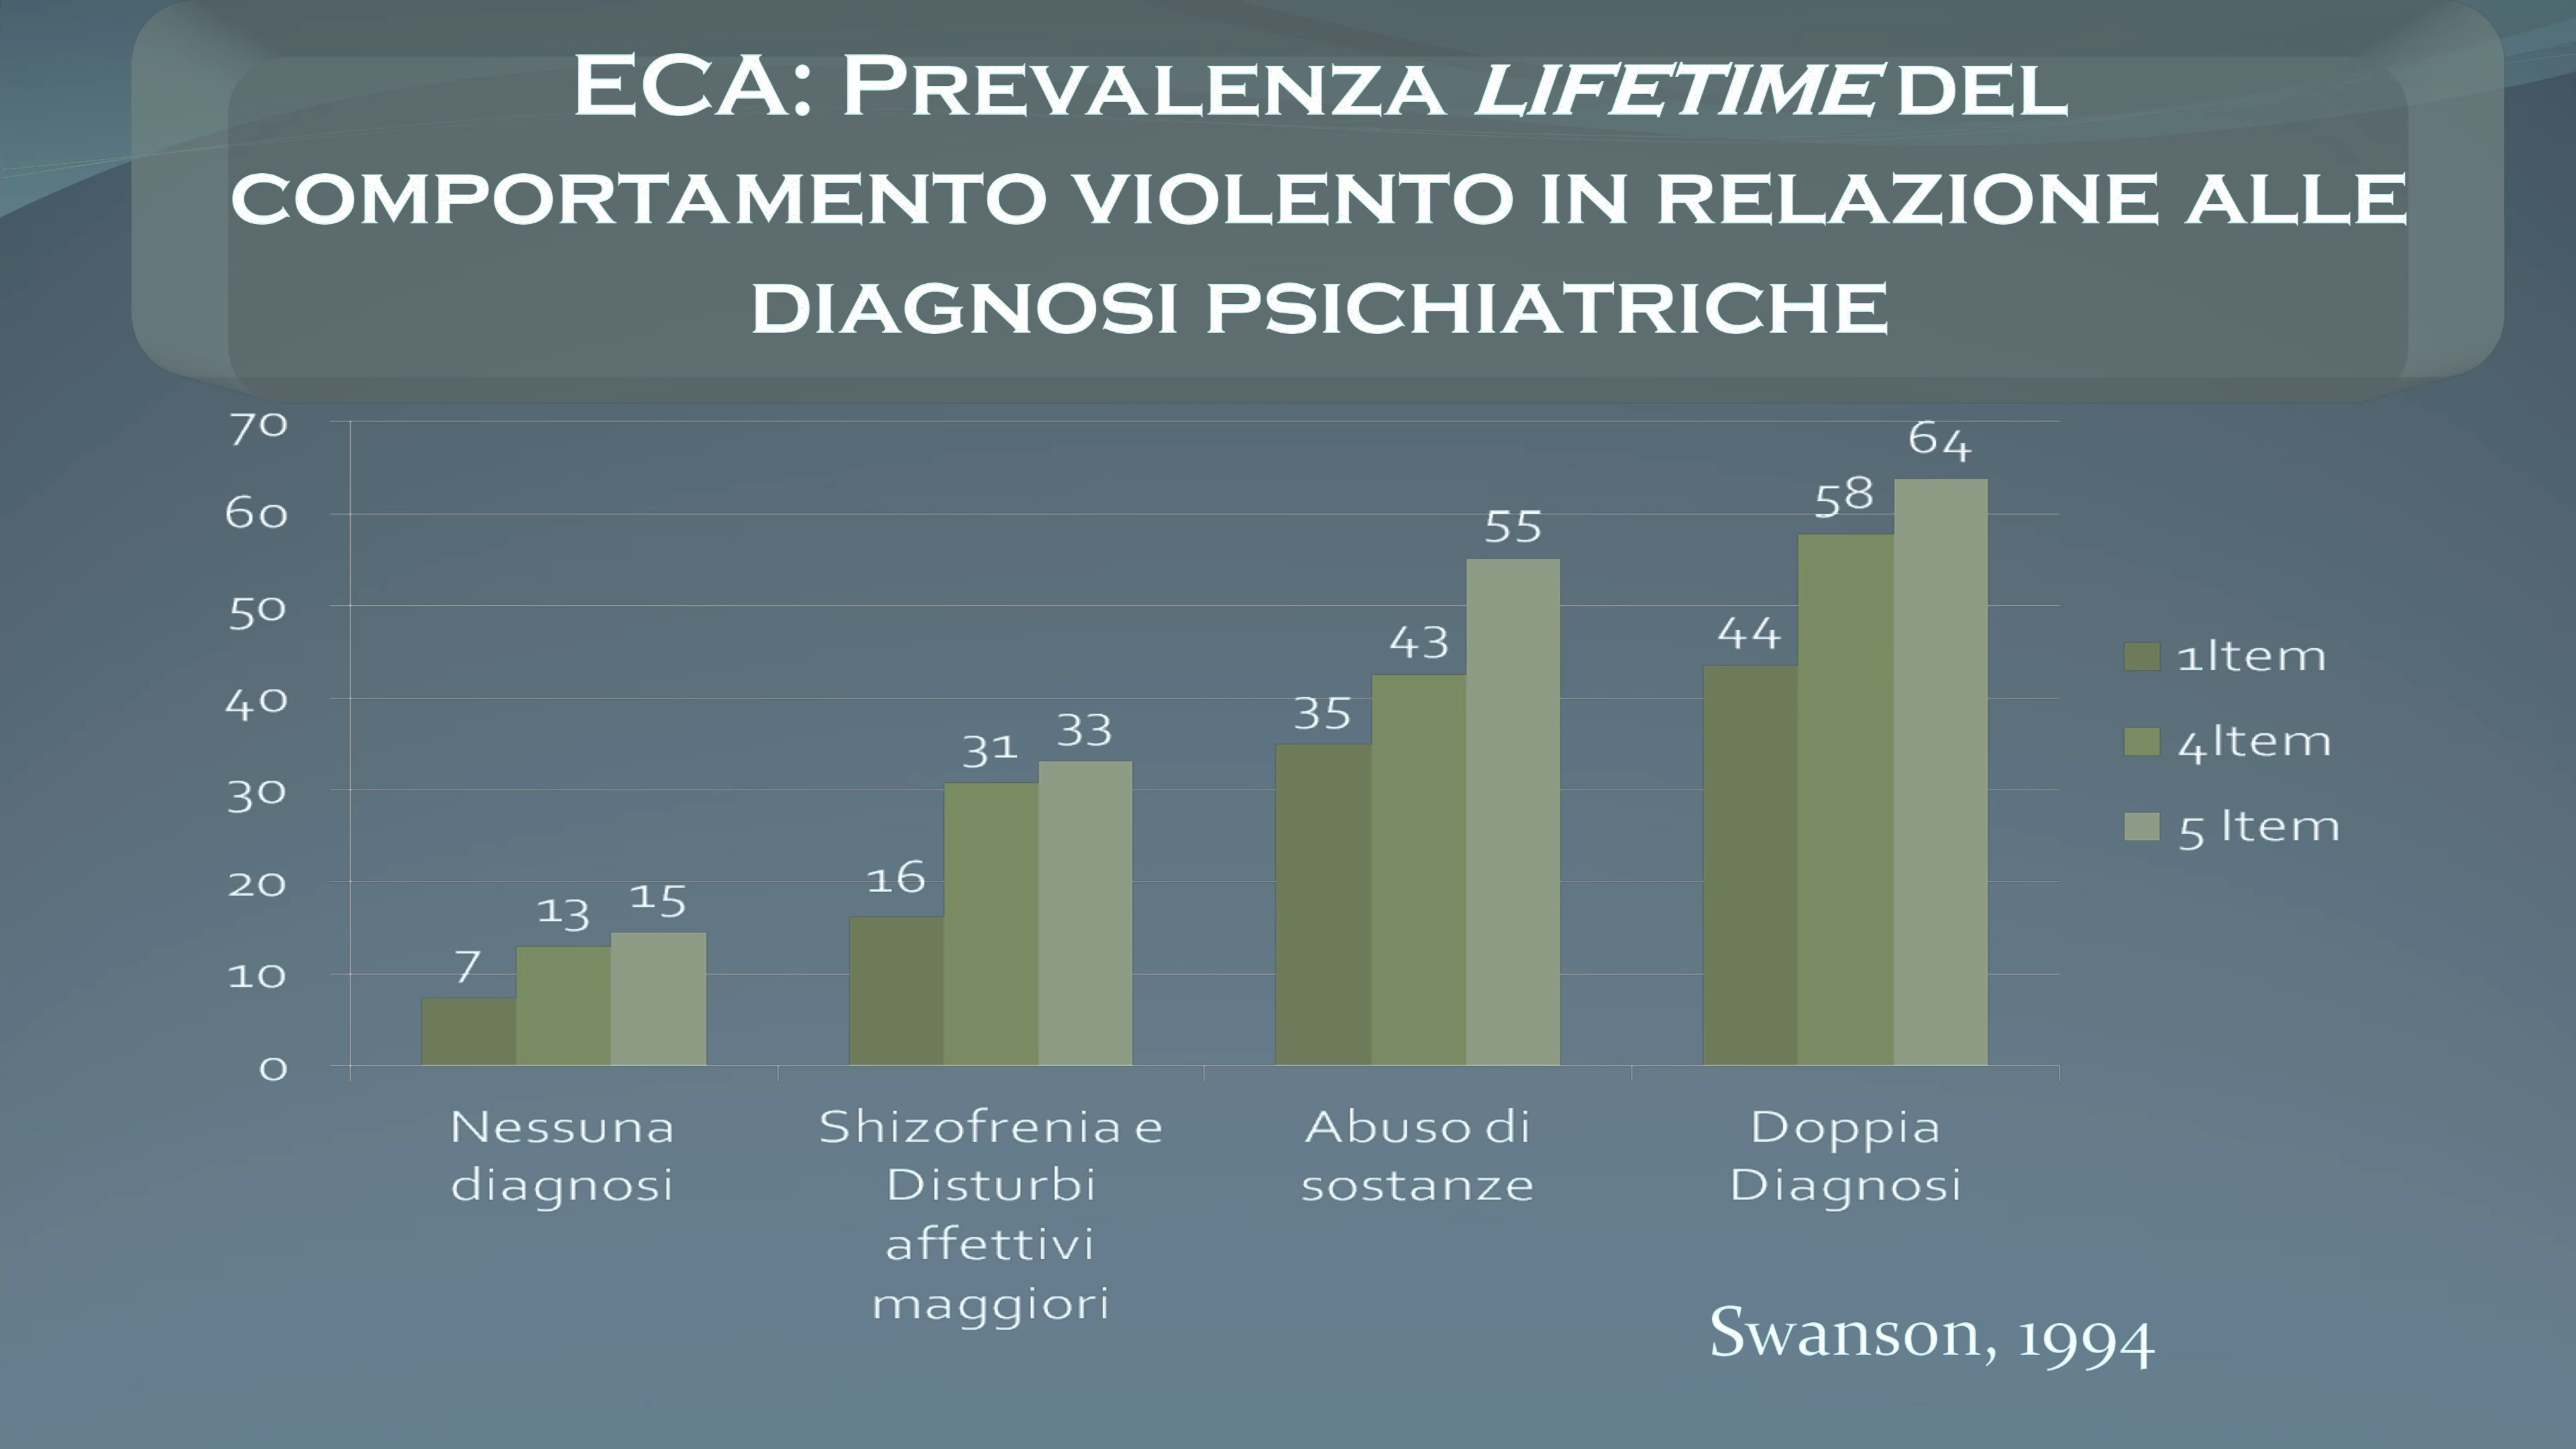 ECA: PREVALENZA LIFETIME DEL
COMPORTAMENTO VIOLENTO IN RELAZIONE ALLE
DIAGNOSI PSICHIATRICHE
70
60
50
40
30
20
10
0
7
13
15
16
31
33
35
43
55
44
58
64
1Item
4Item
5 Item
Nessuna
diagnosi
Shizofrenia e
Disturbi
affettivi
maggiori
Abuso di
sostanze
Doppia
Diagnosi
Swanson, 1994